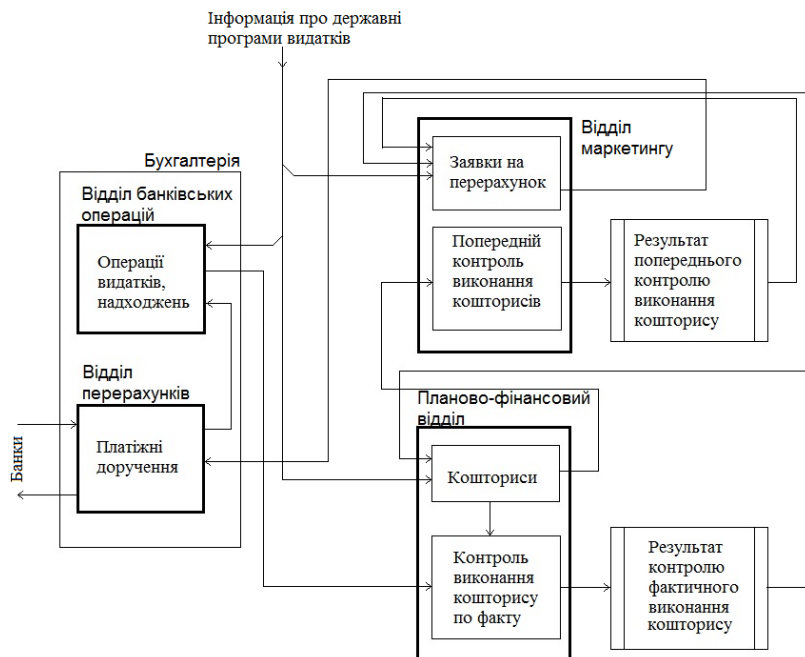 Інформація про державні
програми видатків
Бухгалтерія
Відділ банківських
операцій
Операції
видатків,
надходжень
Відділ
перерахунків
Платіжні
доручення
Банки
Відділ
маркетингу
Заявки на
перерахунок
Попередній
контроль
виконання
кошторисів
Результат
попереднього
контролю
виконання
кошторису
Планово-фінансовий
відділ
Кошториси
Контроль
виконання
кошторису
по факту
Результат
контролю
фактичного
виконання
кошторису